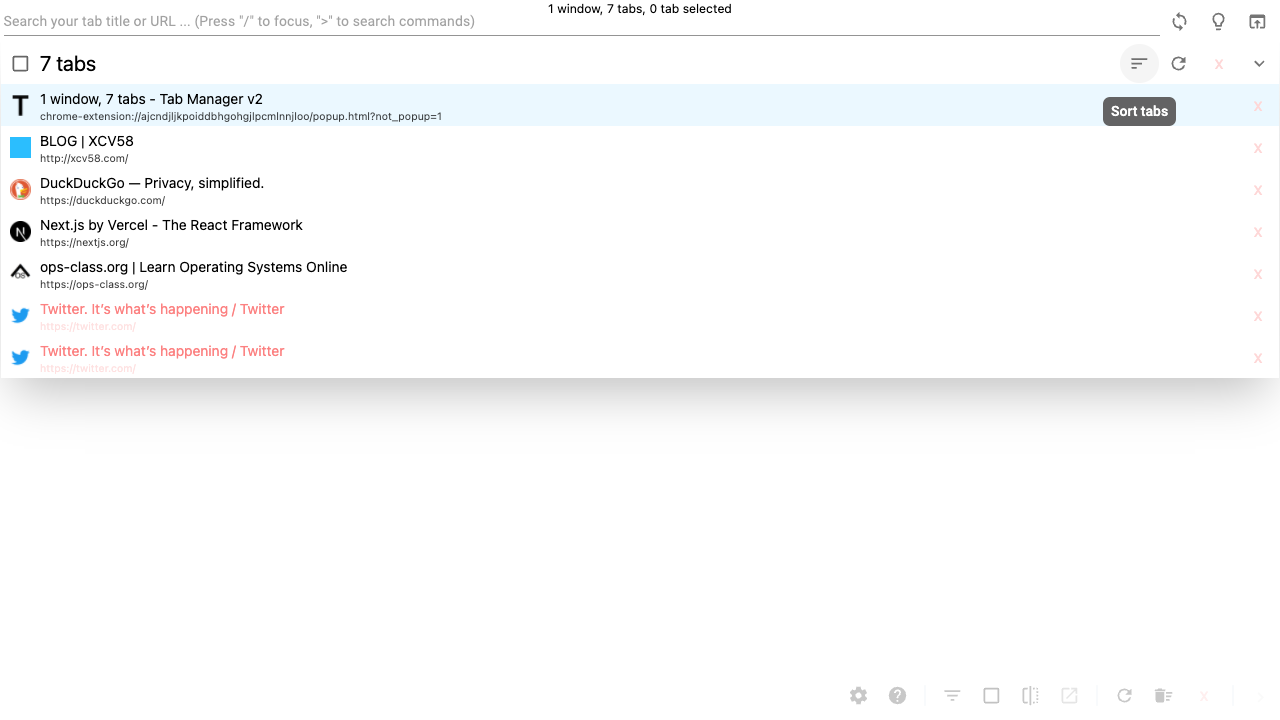 1 window, 7 tabs, 0 tab selected
Search your tab title or URL ... (Press "/" to focus, ">" to search commands)
7 tabs
x
T
1 window, 7 tabs - Tab Manager v2
chrome-extension://ajcndjljkpoiddbhgohgjlpcmlnnjloo/popup.html?not_popup=1
x
Sort tabs
BLOG | XCV58
http://xcv58.com/
x
DuckDuckGo — Privacy, simplified.
https://duckduckgo.com/
x
N
Next.js by Vercel - The React Framework
https://nextjs.org/
x
OS
ops-class.org | Learn Operating Systems Online
https://ops-class.org/
x
Twitter. It’s what’s happening / Twitter
https://twitter.com/
x
Twitter. It’s what’s happening / Twitter
https://twitter.com/
x
x